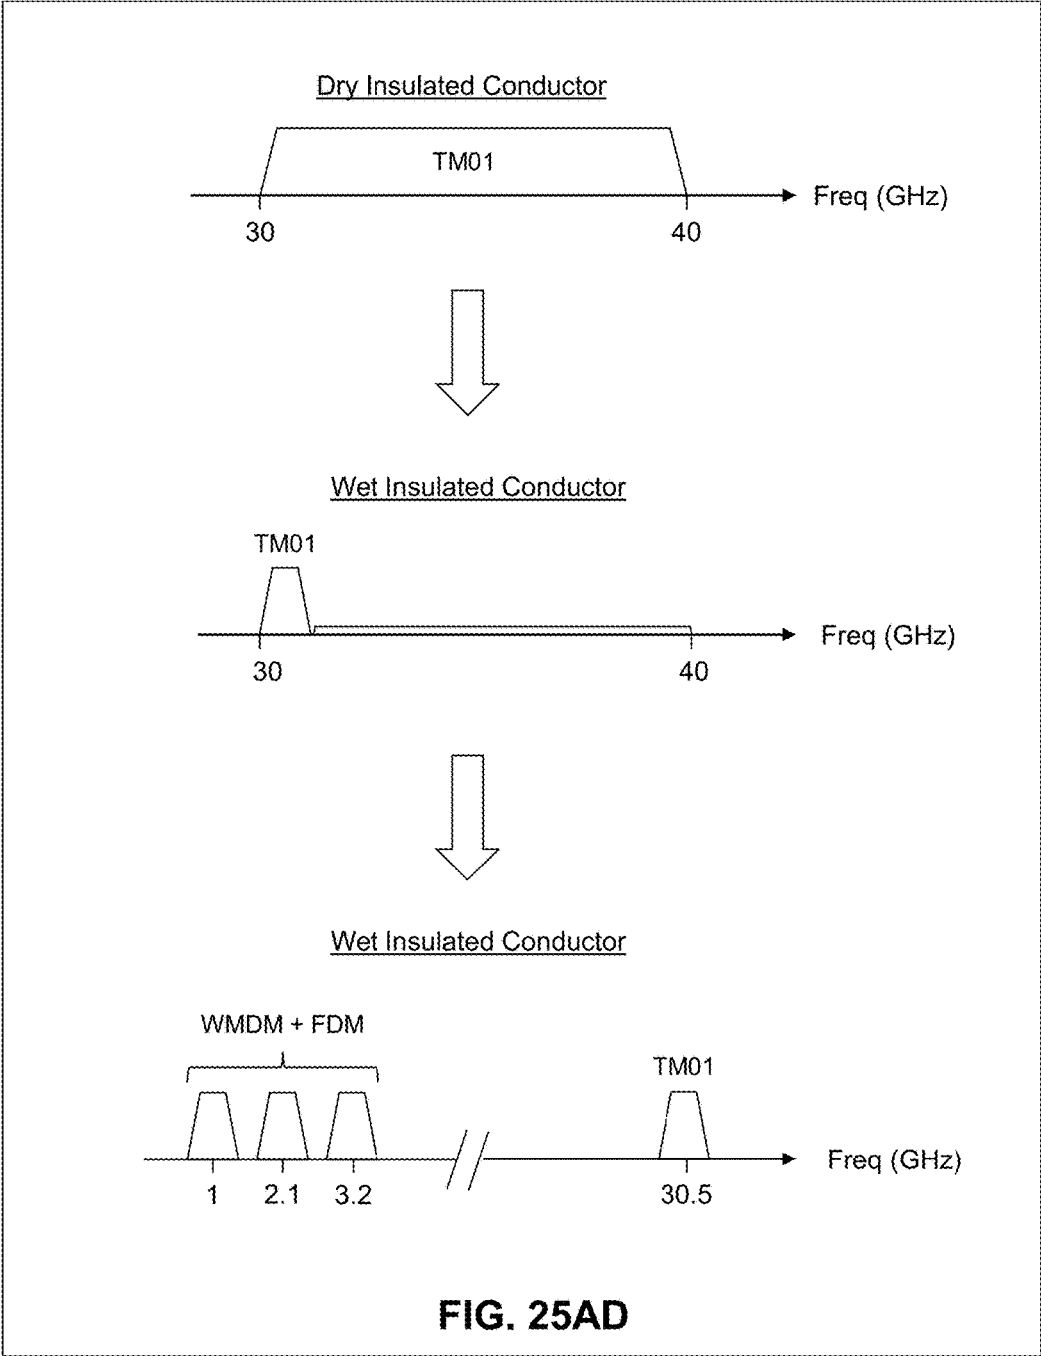 Dry Insulated Conductor
TM01
Freq (GHz)
30 40
Wet Insulated Conductor
TM01
Freq (GHz)
30 40
Wet Insulated Conductor
WMDM + FDM
TM01
Freq (GHz)
1 2.1 3.2 30.5
FIG. 25AD